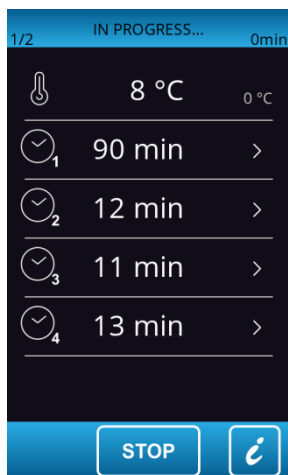 IN PROGRESS...
1/2 0min
8 °C 0 °C
1 90 min >
2 12 min >
3 11 min >
4 13 min >
STOP i